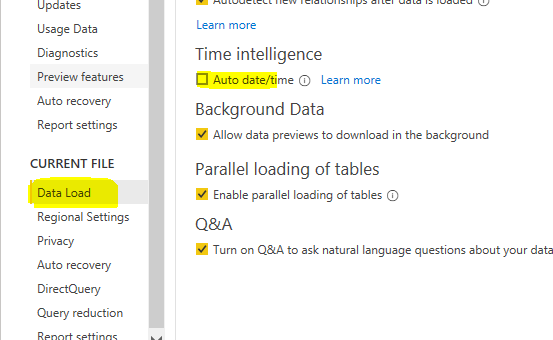 Updates
Usage Data
Diagnostics
Preview features
Auto recovery
Report settings
CURRENT FILE
Data Load
Regional Settings
Privacy
Auto recovery
DirectQuery
Query reduction
Report settings
Autodetect new relationships after data is loaded
Learn more
Time intelligence
Auto date/time Learn more
Background Data
Allow data previews to download in the background
Parallel loading of tables
Enable parallel loading of tables
Q&A
Turn on Q&A to ask natural language questions about your data